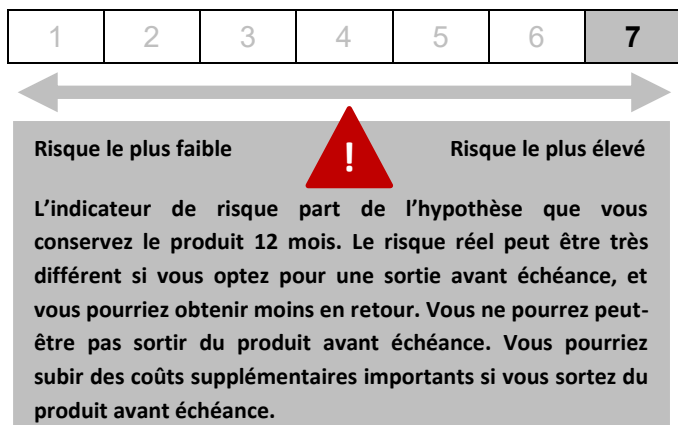 1 2 3 4 5 6 7
Risque le plus faible ! Risque le plus élevé
L’indicateur de risque part de l’hypothèse que vous
conservez le produit 12 mois. Le risque réel peut être très
différent si vous optez pour une sortie avant échéance, et
vous pourriez obtenir moins en retour. Vous ne pourrez peut-
être pas sortir du produit avant échéance. Vous pourriez
subir des coûts supplémentaires importants si vous sortez du
produit avant échéance.